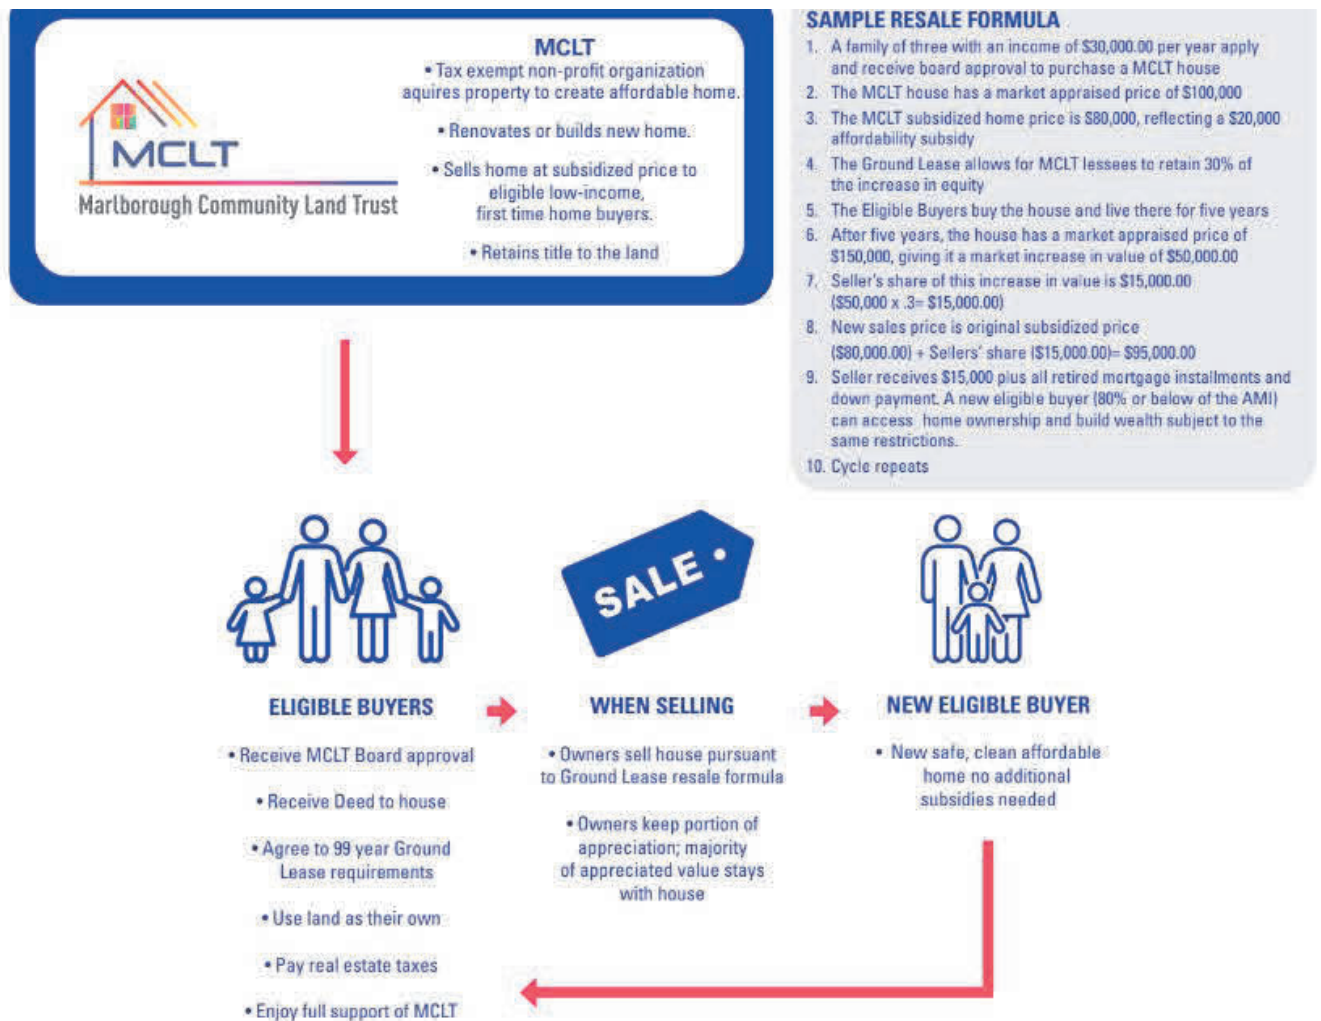 MCLT
Marlborough Community Land Trust
MCLT
• Tax exempt non-profit organization
aquires property to create affordable home.
• Renovates or builds new home.
• Sells home at subsidized price to
eligible low-income,
first time home buyers.
• Retains title to the land
SAMPLE RESALE FORMULA
1. A family of three with an income of $30,000.00 per year apply
and receive board approval to purchase a MCLT house
2. The MCLT house has a market appraised price of $100,000
3. The MCLT subsidized home price is $80,000, reflecting a $20,000
affordability subsidy
4. The Ground Lease allows for MCLT lessees to retain 30% of
the increase in equity
5. The Eligible Buyers buy the house and live there for five years
6. After five years, the house has a market appraised price of
$150,000, giving it a market increase in value of $50,000.00
7. Seller's share of this increase in value is $15,000.00
($50,000 x .3= $15,000.00)
8. New sales price is original subsidized price
($80,000.00) + Sellers' share ($15,000.00)= $95,000.00
9. Seller receives $15,000 plus all retired mortgage installments and
down payment. A new eligible buyer (80% or below of the AMI)
can access home ownership and build wealth subject to the
same restrictions.
10. Cycle repeats
SALE
ELIGIBLE BUYERS
• Receive MCLT Board approval
• Receive Deed to house
• Agree to 99 year Ground
Lease requirements
• Use land as their own
• Pay real estate taxes
• Enjoy full support of MCLT
WHEN SELLING
• Owners sell house pursuant
to Ground Lease resale formula
• Owners keep portion of
appreciation; majority
of appreciated value stays
with house
NEW ELIGIBLE BUYER
• New safe, clean affordable
home no additional
subsidies needed